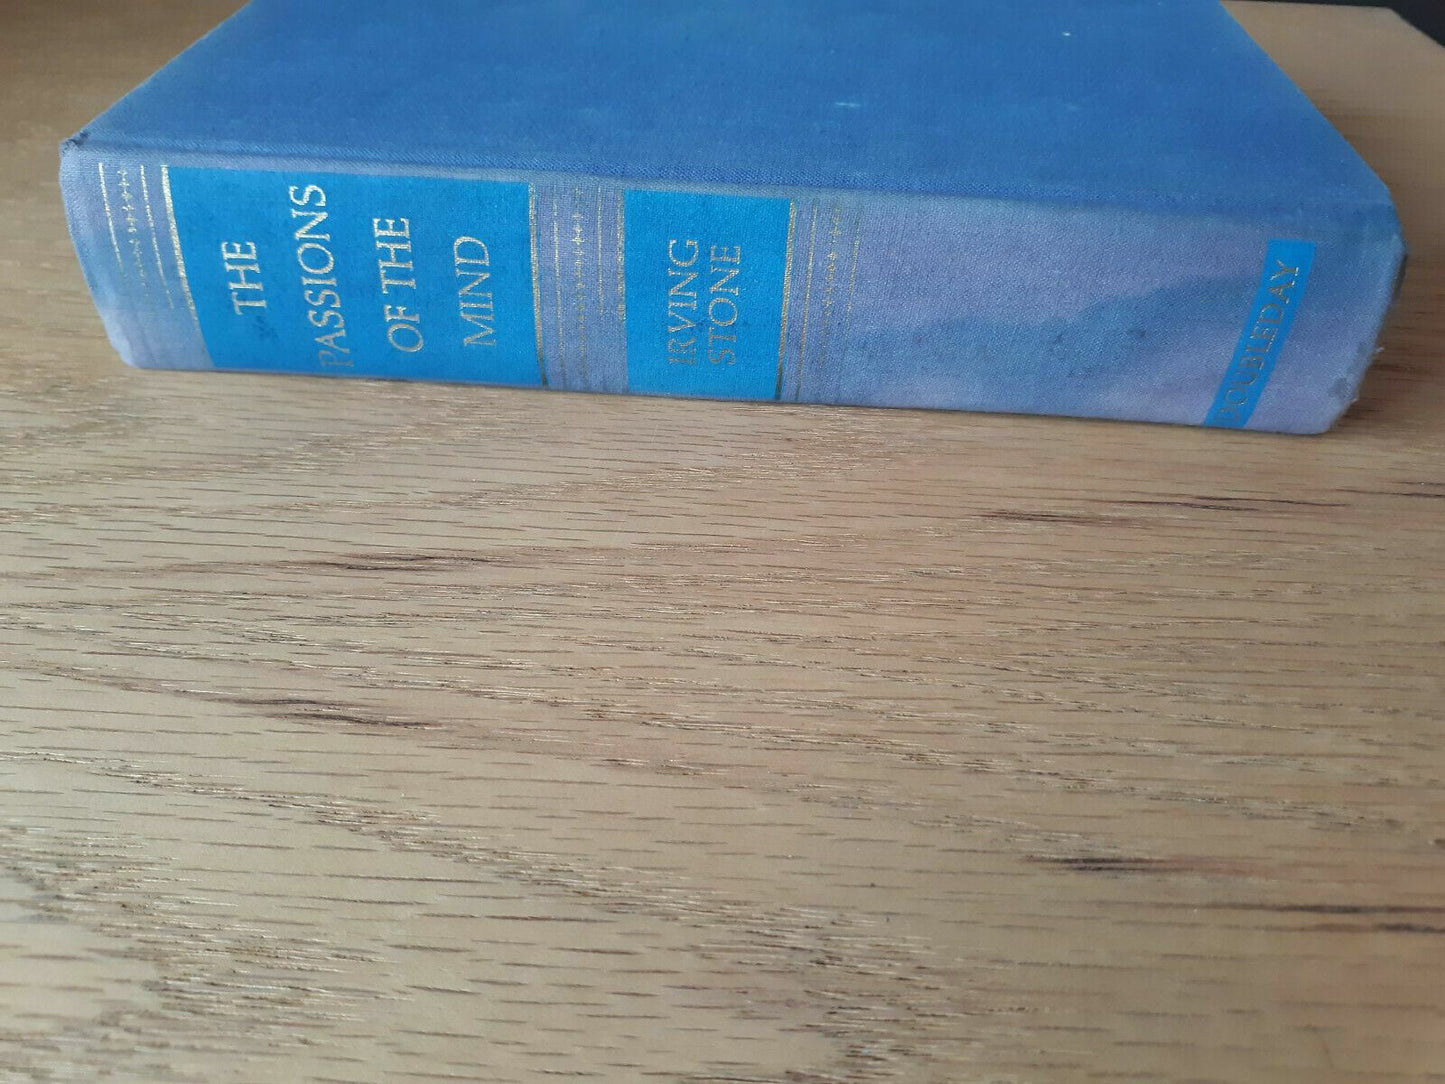 THE
PASSIONS
OF THE
MIND
IRVING
STONE
DOUBLEDAY